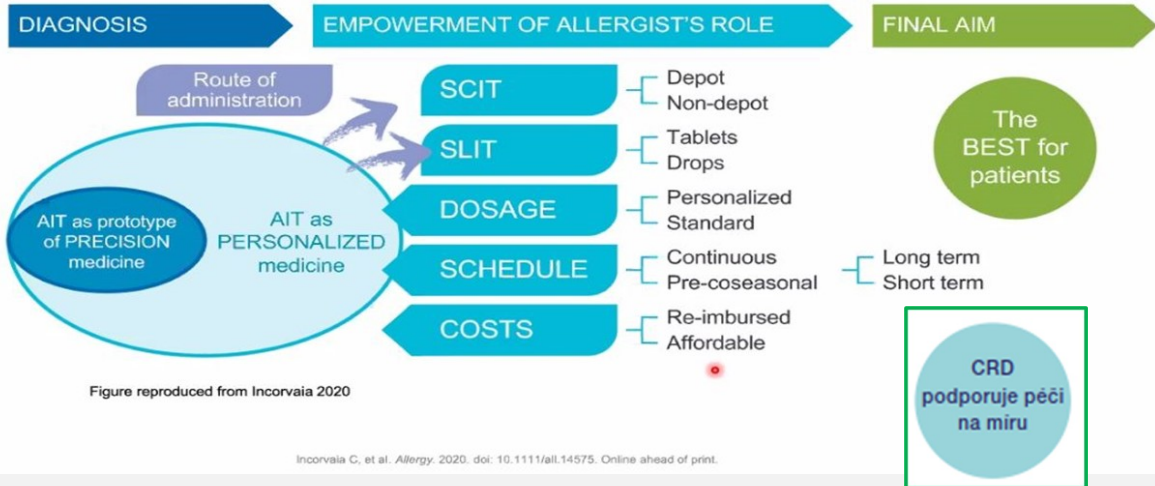 DIAGNOSIS
EMPOWERMENT OF ALLERGIST'S ROLE
FINAL AIM
Route of
administration
AIT as prototype
of PRECISION
medicine
AIT as
PERSONALIZED
medicine
SCIT
Depot
Non-depot
SLIT
Tablets
Drops
DOSAGE
Personalized
Standard
SCHEDULE
Continuous
Pre-coseasonal
Long term
Short term
COSTS
Re-imbursed
Affordable
The
BEST for
patients
CRD
podporuje péči
na míru
Figure reproduced from Incorvaia 2020
Incorvaia C, et al. Allergy. 2020. doi: 10.1111/all.14575. Online ahead of print.